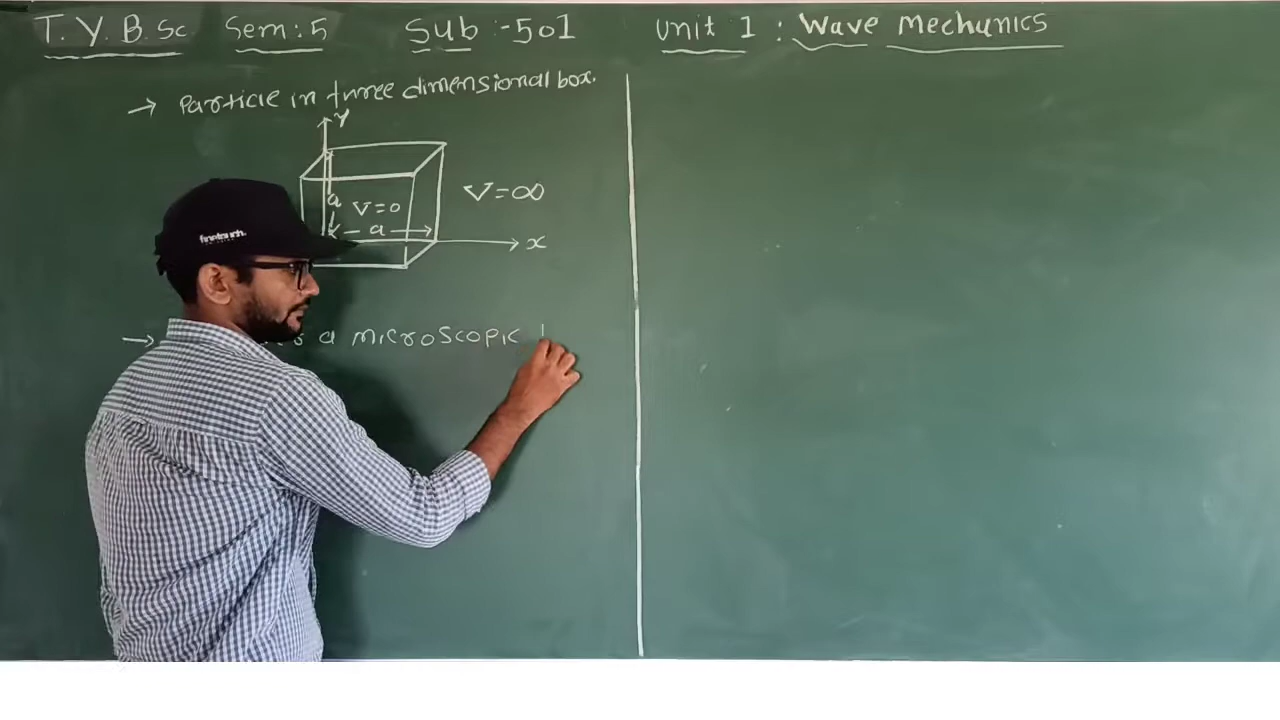 T. Y. B. Sc Sem: 5 Sub :-501 Unit 1 : Wave Mechanics
→ Particle in three dimensional box.
Y
V=∞
a
V=0
a
x
→ a microscopic